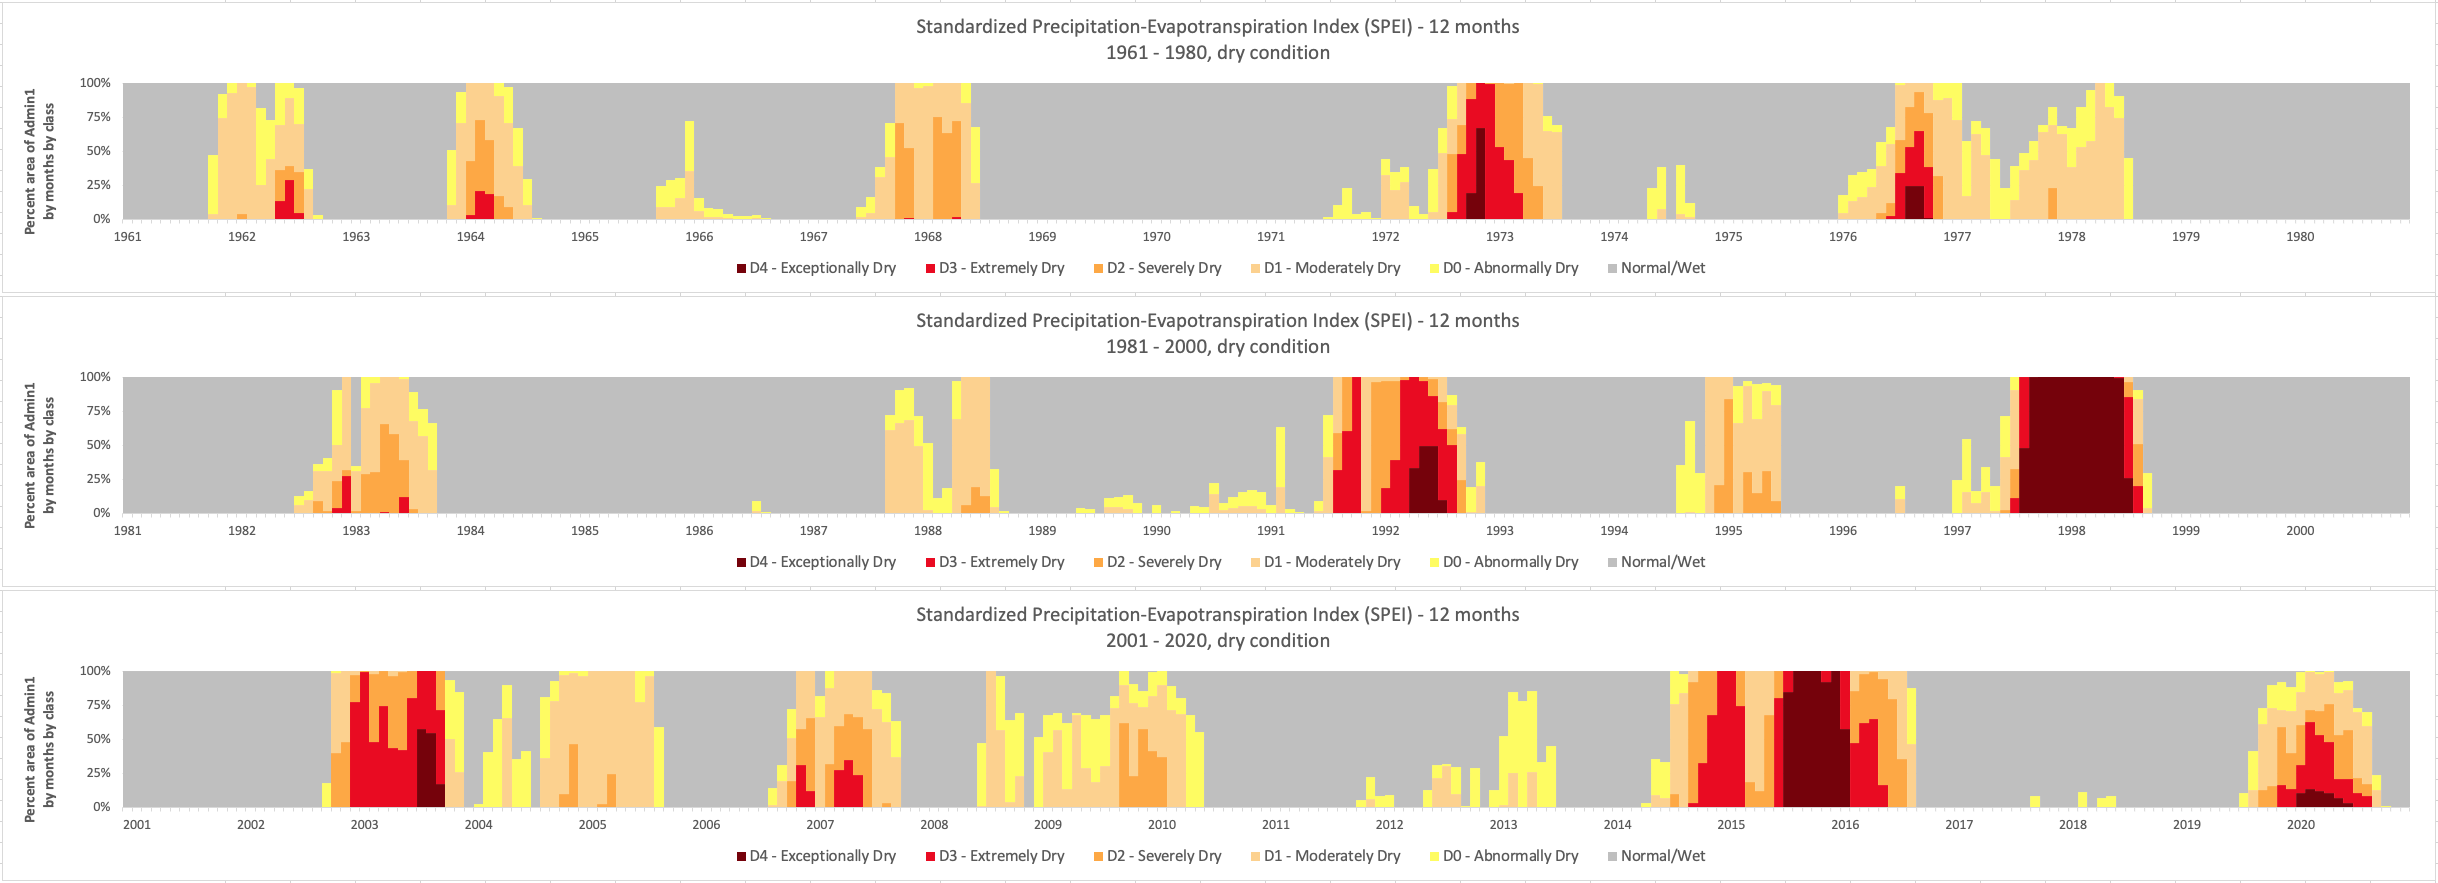 Standardized Precipitation-Evapotranspiration Index (SPEI) - 12 months
1961 - 1980, dry condition
Percent area of Admin1
by months by class
100%
75%
50%
25%
0%
1961 1962 1963 1964 1965 1966 1967 1968 1969 1970 1971 1972 1973 1974 1975 1976 1977 1978 1979 1980
D4 - Exceptionally Dry D3 - Extremely Dry D2 - Severely Dry D1 - Moderately Dry D0 - Abnormally Dry Normal/Wet
Standardized Precipitation-Evapotranspiration Index (SPEI) - 12 months
1981 - 2000, dry condition
Percent area of Admin1
by months by class
100%
75%
50%
25%
0%
1981 1982 1983 1984 1985 1986 1987 1988 1989 1990 1991 1992 1993 1994 1995 1996 1997 1998 1999 2000
D4 - Exceptionally Dry D3 - Extremely Dry D2 - Severely Dry D1 - Moderately Dry D0 - Abnormally Dry Normal/Wet
Standardized Precipitation-Evapotranspiration Index (SPEI) - 12 months
2001 - 2020, dry condition
Percent area of Admin1
by months by class
100%
75%
50%
25%
0%
2001 2002 2003 2004 2005 2006 2007 2008 2009 2010 2011 2012 2013 2014 2015 2016 2017 2018 2019 2020
D4 - Exceptionally Dry D3 - Extremely Dry D2 - Severely Dry D1 - Moderately Dry D0 - Abnormally Dry Normal/Wet